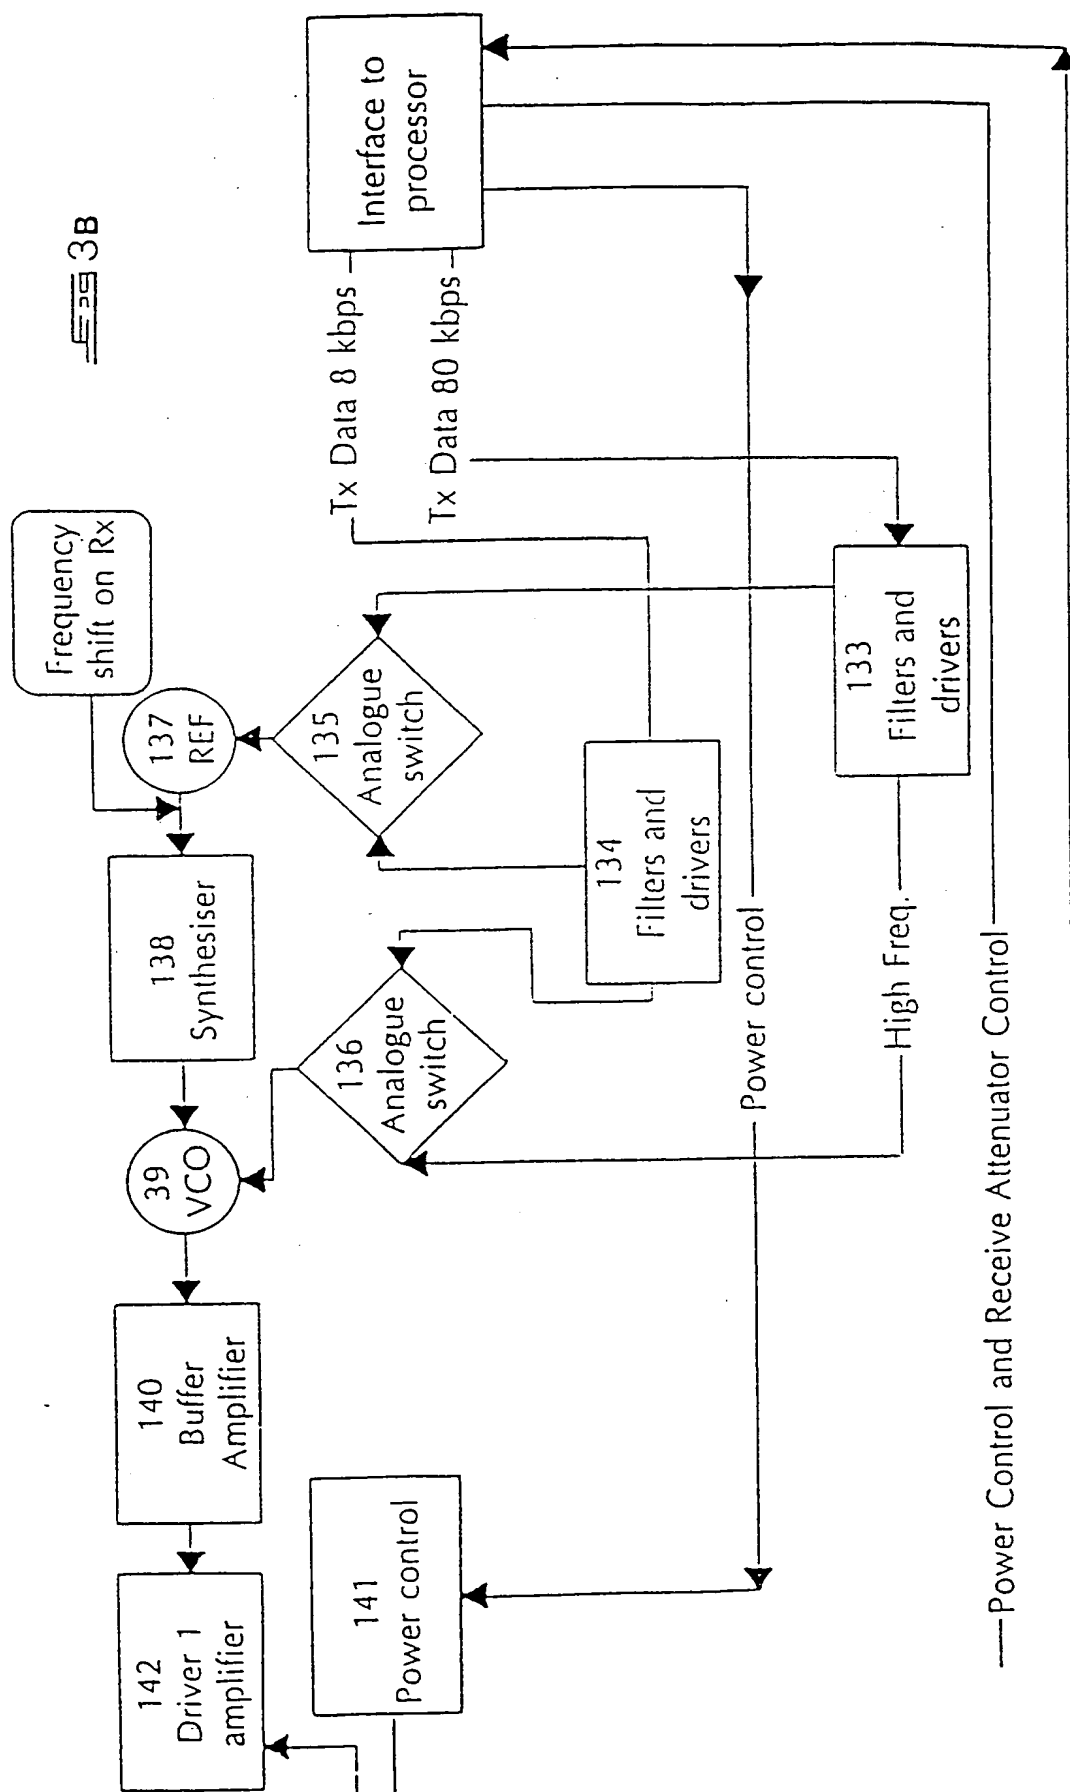 FIG 3B
Frequency
shift on Rx
137
REF
138
Synthesiser
39
VCO
140
Buffer
Amplifier
142
Driver 1
amplifier
Interface to
processor
Tx Data 8 kbps
Tx Data 80 kbps
135
Analogue
switch
136
Analogue
switch
141
Power control
134
Filters and
drivers
133
Filters and
drivers
Power control
High Freq.
Power Control and Receive Attenuator Control